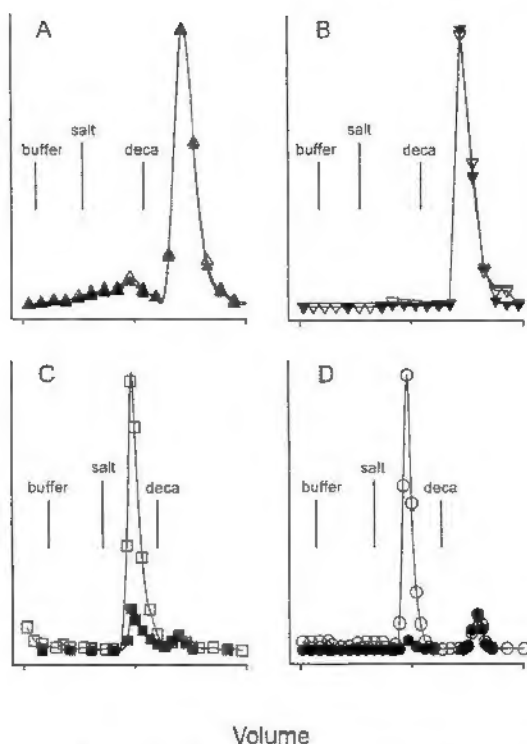 A
B
salt
salt
buffer
deca
buffer
deca
C
D
salt
salt
buffer
deca
buffer
deca
Volume